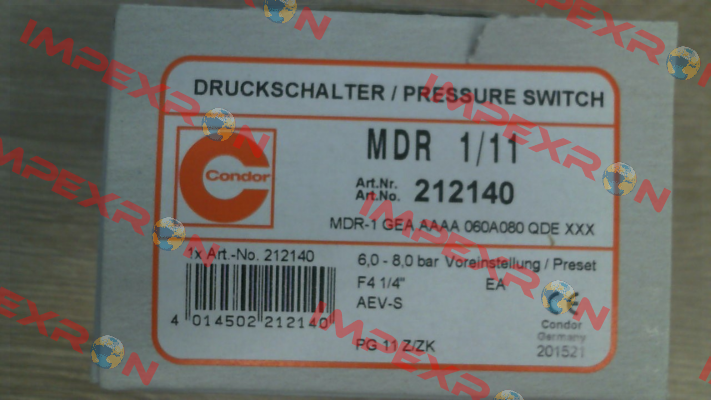 DRUCKSCHALTER / PRESSURE SWITCH
Condor
MDR 1/11
Art.Nr.
Art.No. 212140
MDR-1 GEA AAAA 060A080 QDE XXX
1x Art.-No. 212140
4 014502 212140
6,0 - 8,0 bar Voreinstellung / Preset
F4 1/4" EA
AEV-S
PG 11 Z/ZK
CE
Condor
Germany
201521
IMPEXRON
IMPEXRON
IMPEXRON
IMPEXRON
IMPEXRON
IMPEXRON